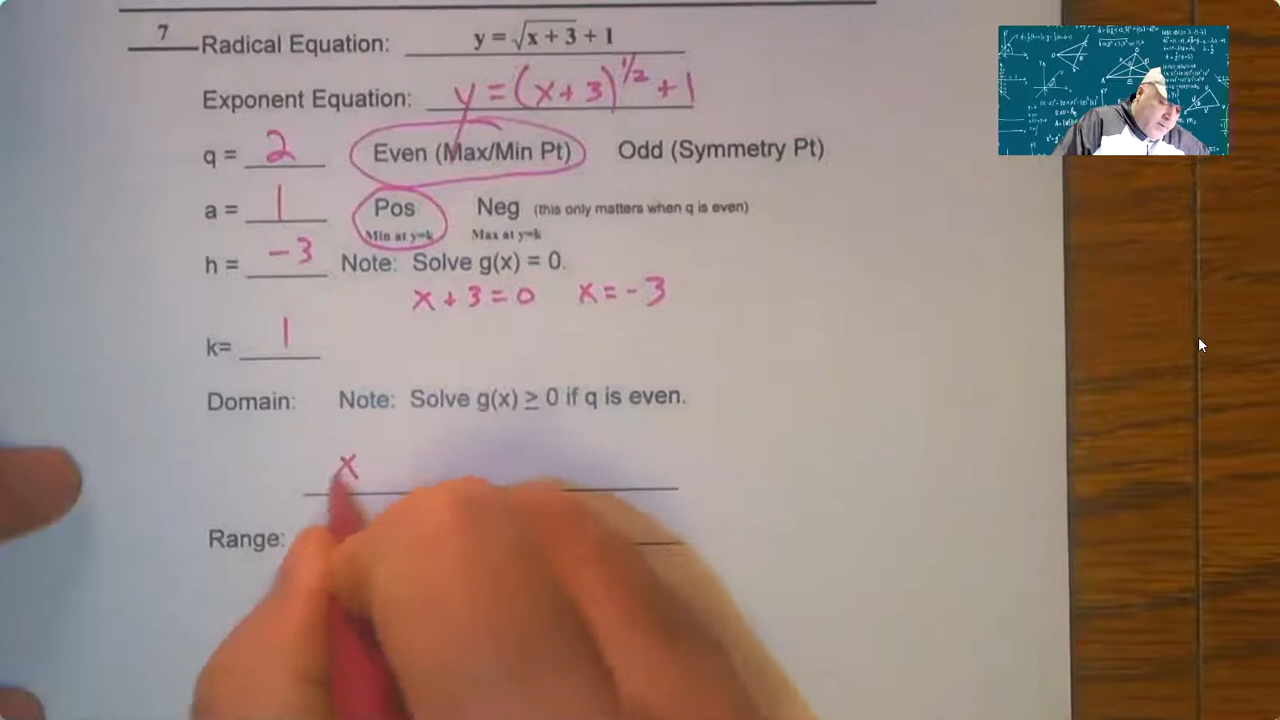 7 Radical Equation: y = √x + 3 + 1
Exponent Equation: y = (x + 3)^1/2 + 1
q = 2 Even (Max/Min Pt) Odd (Symmetry Pt)
a = 1 Pos Neg (this only matters when q is even)
Min at y=k Max at y=k
h = -3 Note: Solve g(x) = 0.
x + 3 = 0 x = - 3
k= 1
Domain: Note: Solve g(x) ≥ 0 if q is even.
x
Range: